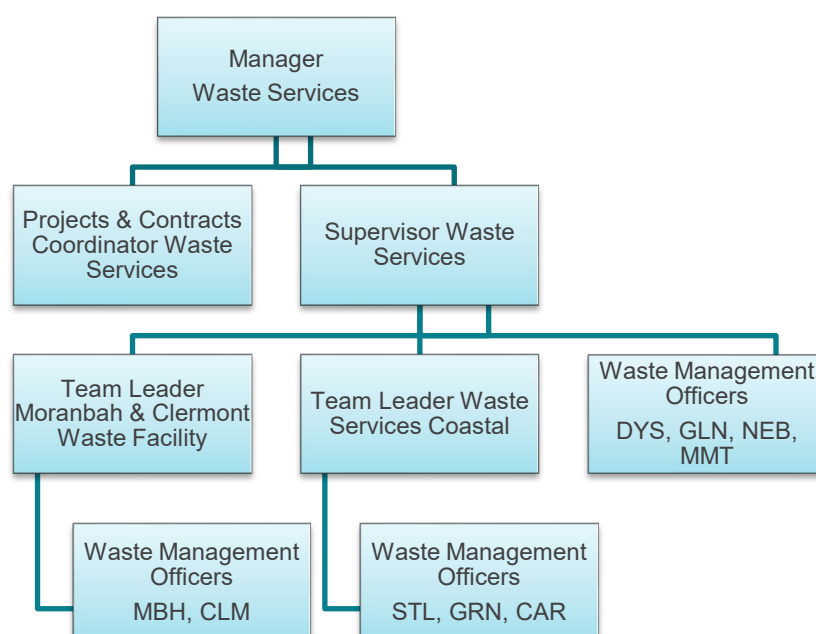 Manager
Waste Services
Projects & Contracts
Coordinator Waste
Services
Supervisor Waste
Services
Team Leader
Moranbah & Clermont
Waste Facility
Team Leader Waste
Services Coastal
Waste Management
Officers
DYS, GLN, NEB,
MMT
Waste Management
Officers
MBH, CLM
Waste Management
Officers
STL, GRN, CAR